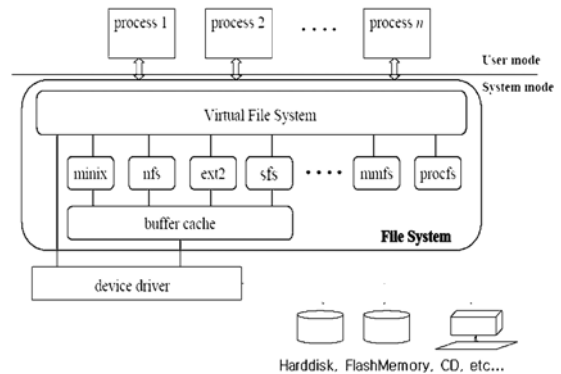 process 1
process 2
....
process n
User mode
System mode
Virtual File System
minix
nfs
ext2
sfs
....
mmfs
procfs
buffer cache
File System
device driver
Harddisk, FlashMemory, CD, etc...